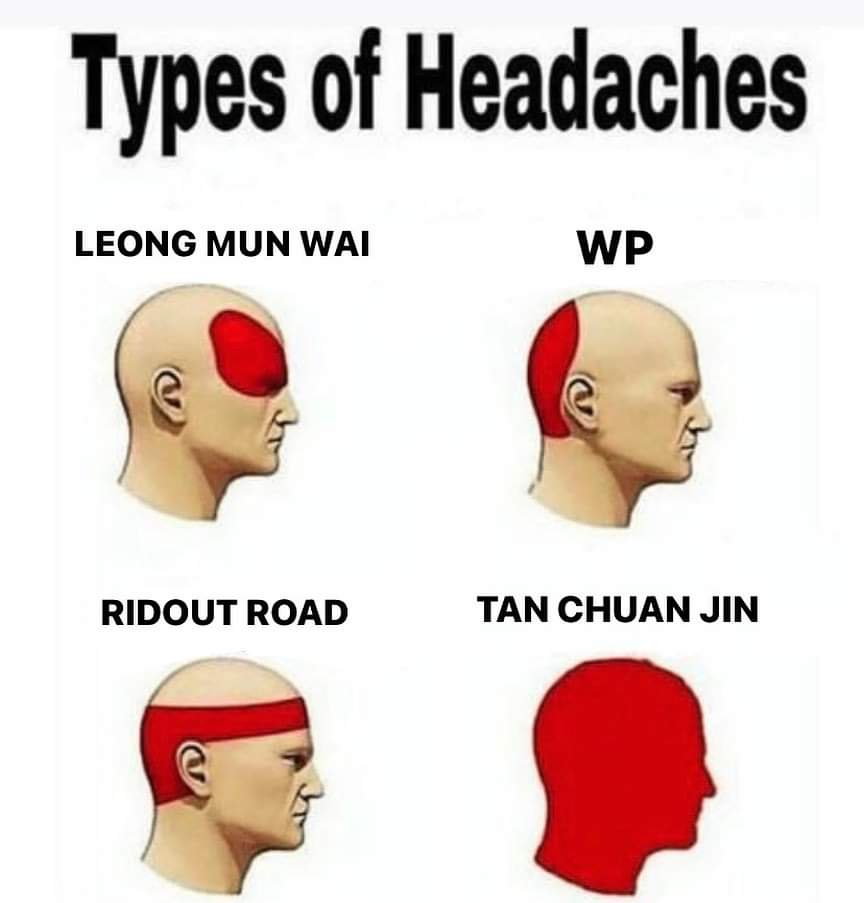 Types of Headaches
LEONG MUN WAI
WP
RIDOUT ROAD
TAN CHUAN JIN